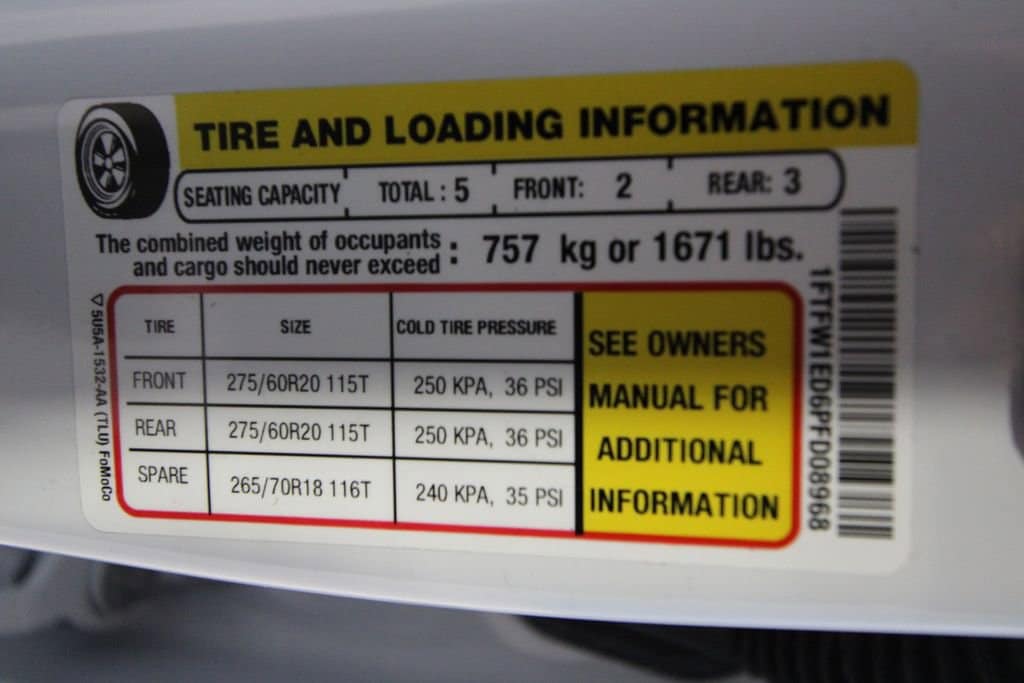 TIRE AND LOADING INFORMATION
SEATING CAPACITY TOTAL : 5 FRONT: 2 REAR: 3
The combined weight of occupants
and cargo should never exceed : 757 kg or 1671 lbs.
TIRE SIZE COLD TIRE PRESSURE
FRONT 275/60R20 115T 250 KPA, 36 PSI
REAR 275/60R20 115T 250 KPA, 36 PSI
SPARE 265/70R18 116T 240 KPA, 35 PSI
SEE OWNERS
MANUAL FOR
ADDITIONAL
INFORMATION
5U5A-1532-AA (TLU) FoMoCo
1FTFW1ED6PFD08968